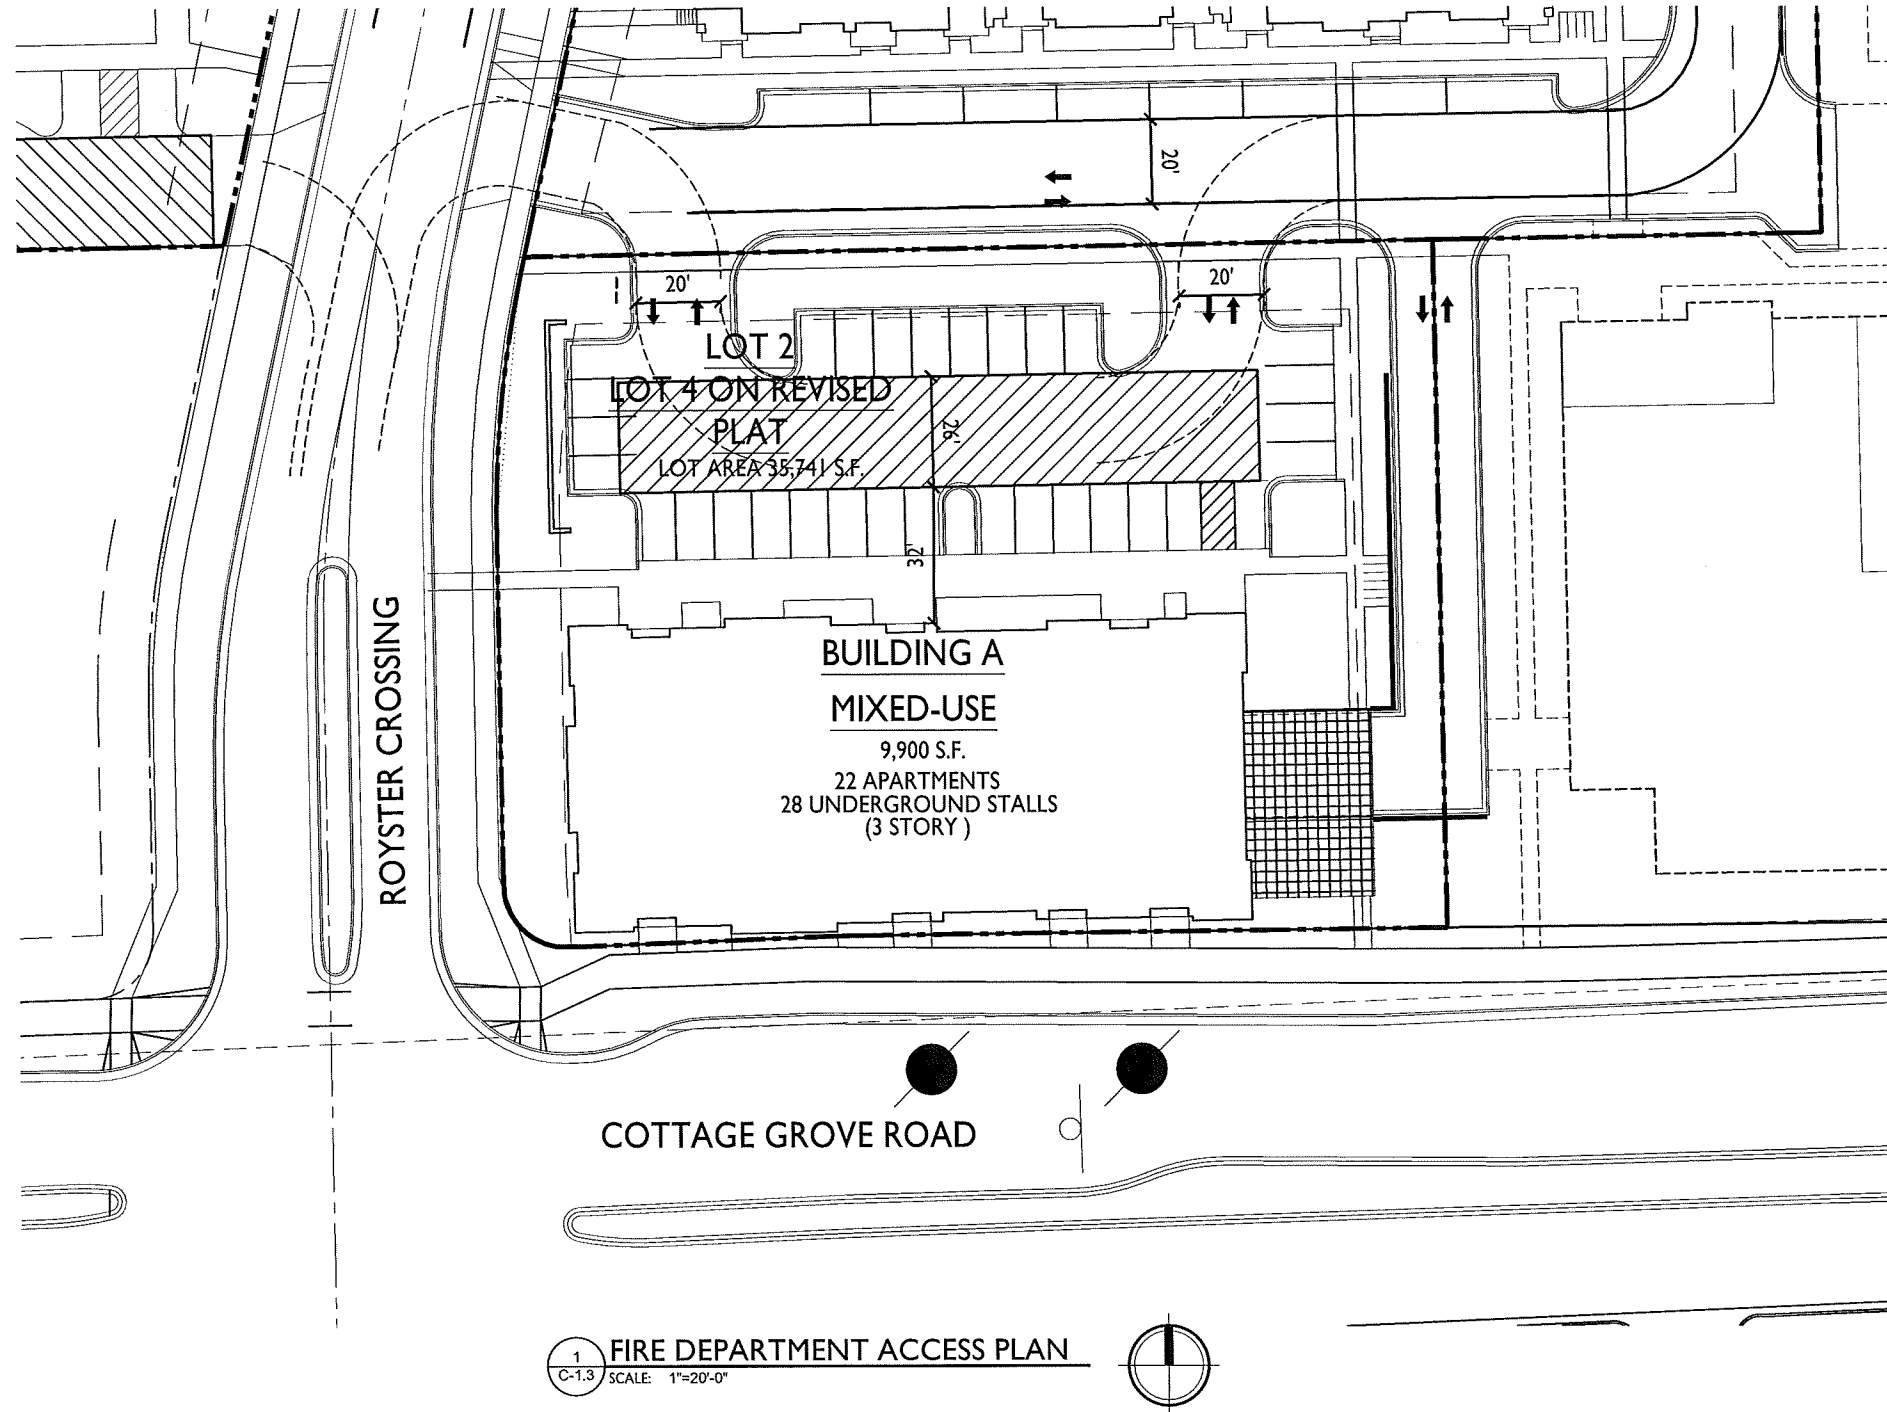 20'
20'
20'
LOT 2
LOT 4 ON REVISED
PLAT
LOT AREA 35,741 S.F.
26'
32'
ROYSTER CROSSING
BUILDING A
MIXED-USE
9,900 S.F.
22 APARTMENTS
28 UNDERGROUND STALLS
(3 STORY )
COTTAGE GROVE ROAD
1
C-1.3
FIRE DEPARTMENT ACCESS PLAN
SCALE: 1"=20'-0"